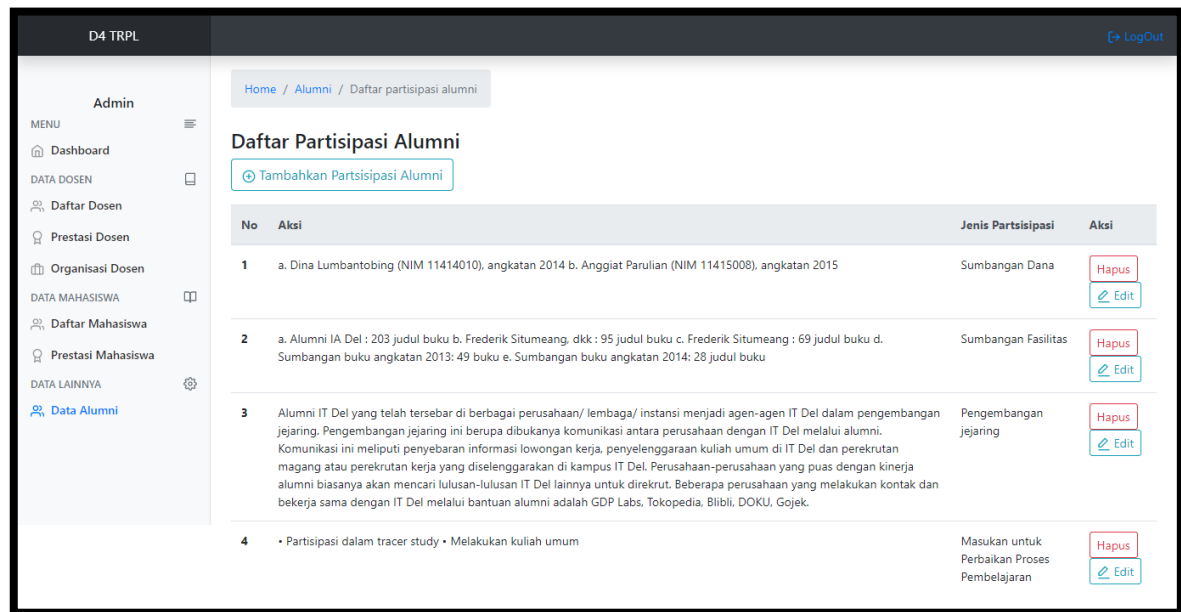 D4 TRPL
LogOut
Admin
MENU
Dashboard
DATA DOSEN
Daftar Dosen
Prestasi Dosen
Organisasi Dosen
DATA MAHASISWA
Daftar Mahasiswa
Prestasi Mahasiswa
DATA LAINNYA
Data Alumni
Home / Alumni / Daftar partisipasi alumni
Daftar Partisipasi Alumni
Tambahkan Partsisipasi Alumni
No Aksi Jenis Partsisipasi Aksi
1 a. Dina Lumbantobing (NIM 11414010), angkatan 2014 b. Anggiat Parulian (NIM 11415008), angkatan 2015 Sumbangan Dana Hapus
Edit
2 a. Alumni IA Del : 203 judul buku b. Frederik Situmeang, dkk : 95 judul buku c. Frederik Situmeang : 69 judul buku d. Sumbangan Fasilitas Hapus
Sumbangan buku angkatan 2013: 49 buku e. Sumbangan buku angkatan 2014: 28 judul buku
Edit
3 Alumni IT Del yang telah tersebar di berbagai perusahaan/ lembaga/ instansi menjadi agen-agen IT Del dalam pengembangan Pengembangan Hapus
jejaring. Pengembangan jejaring ini berupa dibukanya komunikasi antara perusahaan dengan IT Del melalui alumni. jejaring
Komunikasi ini meliputi penyebaran informasi lowongan kerja, penyelenggaraan kuliah umum di IT Del dan perekrutan Edit
magang atau perekrutan kerja yang diselenggarakan di kampus IT Del. Perusahaan-perusahaan yang puas dengan kinerja
alumni biasanya akan mencari lulusan-lulusan IT Del lainnya untuk direkrut. Beberapa perusahaan yang melakukan kontak dan
bekerja sama dengan IT Del melalui bantuan alumni adalah GDP Labs, Tokopedia, Blibli, DOKU, Gojek.
4 • Partisipasi dalam tracer study • Melakukan kuliah umum Masukan untuk Hapus
Perbaikan Proses
Pembelajaran Edit